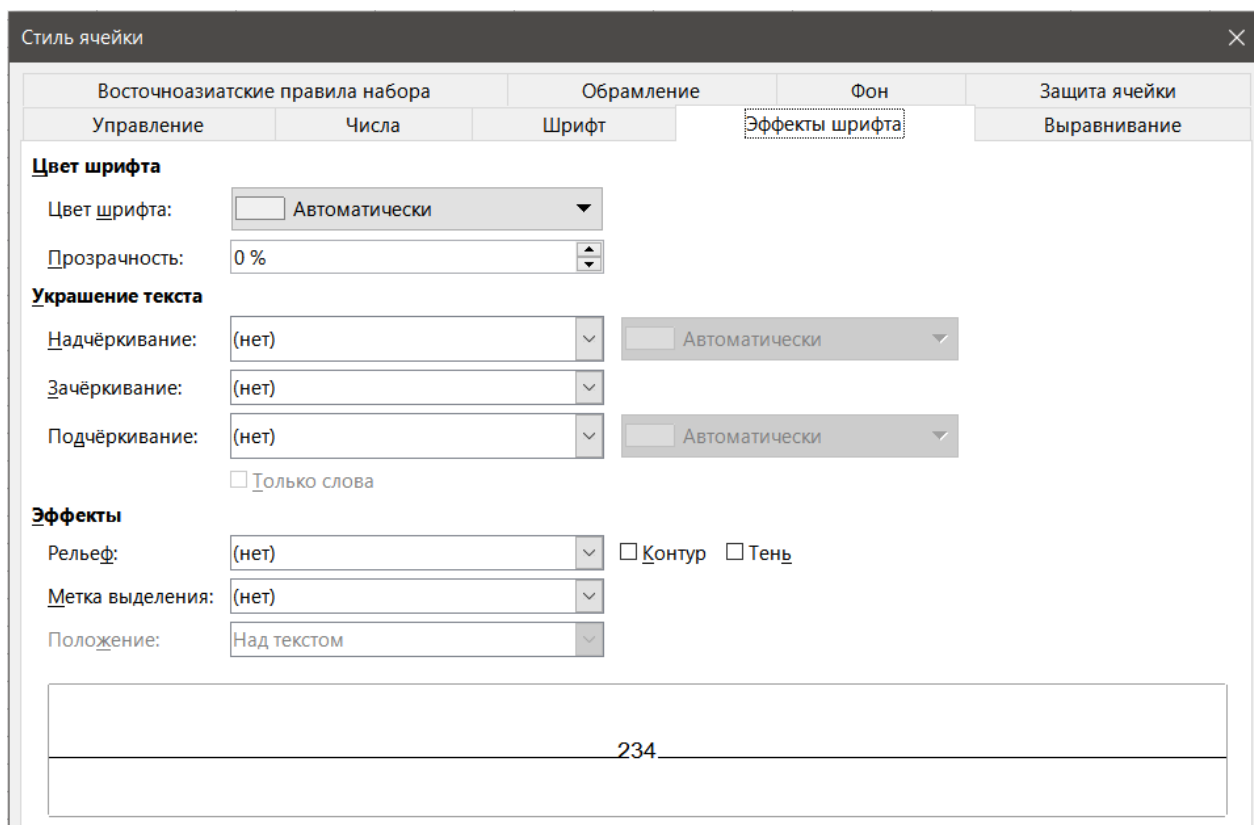 Стиль ячейки
Восточноазиатские правила набора Обрамление Фон Защита ячейки
Управление Числа Шрифт Эффекты шрифта Выравнивание
Цвет шрифта
Цвет шрифта: Автоматически
Прозрачность: 0 %
Украшение текста
Надчёркивание: (нет) Автоматически
Зачёркивание: (нет)
Подчёркивание: (нет) Автоматически
Только слова
Эффекты
Рельеф: (нет) Контур Тень
Метка выделения: (нет)
Положение: Над текстом
234